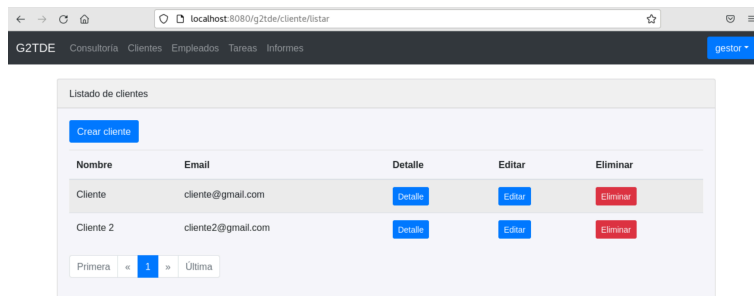 localhost:8080/g2tde/cliente/listar
G2TDE Consultoría Clientes Empleados Tareas Informes gestor
Listado de clientes
Crear cliente
Nombre Email Detalle Editar Eliminar
Cliente cliente@gmail.com Detalle Editar Eliminar
Cliente 2 cliente2@gmail.com Detalle Editar Eliminar
Primera « 1 » Última